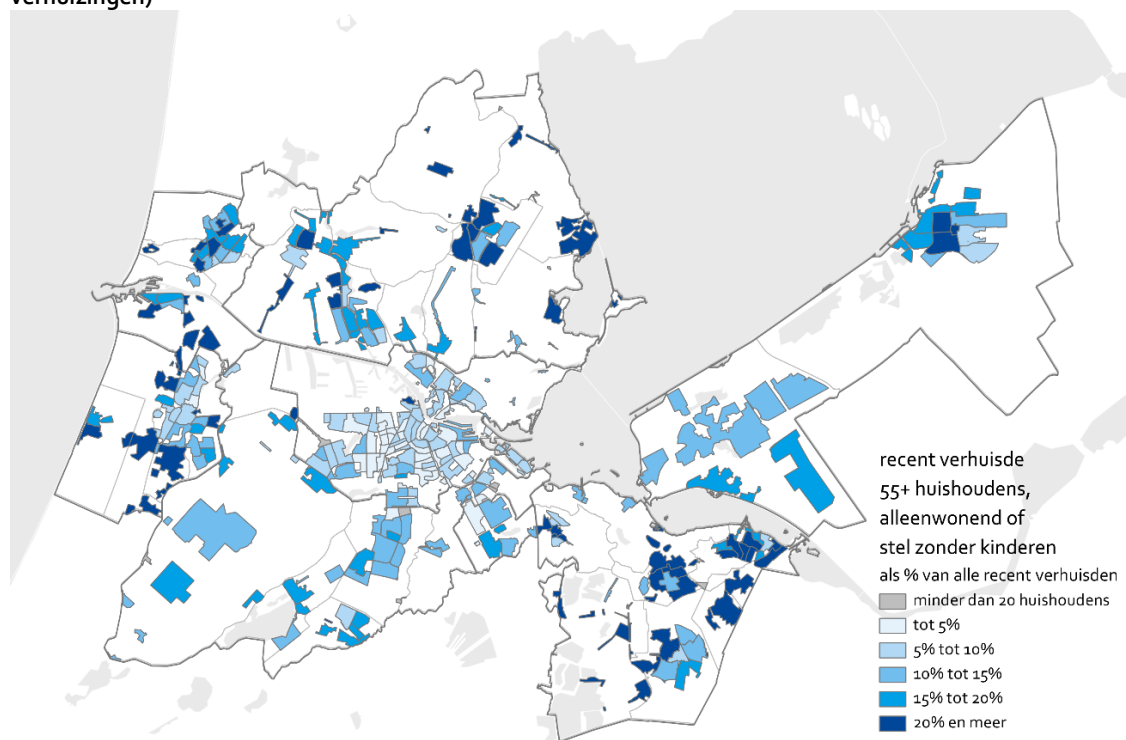 verhuizingen)
recent verhuisde
55+ huishoudens,
alleenwonend of
stel zonder kinderen
als % van alle recent verhuisden
minder dan 20 huishoudens
tot 5%
5% tot 10%
10% tot 15%
15% tot 20%
20% en meer